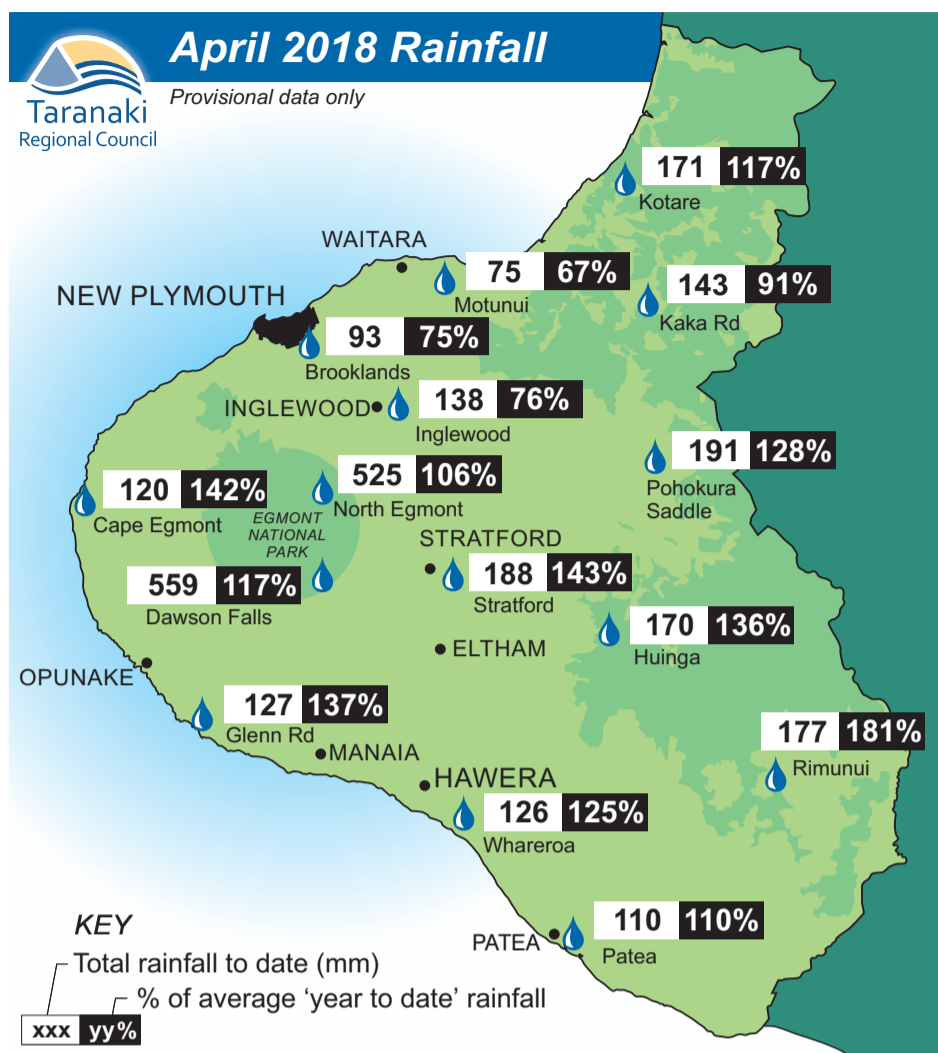 April 2018 Rainfall
Taranaki
Regional Council
Provisional data only
171 117%
Kotare
WAITARA
75 67%
Motunui
143 91%
Kaka Rd
NEW PLYMOUTH
93 75%
Brooklands
INGLEWOOD
138 76%
Inglewood
191 128%
Pohokura
Saddle
525 106%
North Egmont
120 142%
Cape Egmont
EGMONT
NATIONAL
PARK
STRATFORD
188 143%
Stratford
559 117%
Dawson Falls
170 136%
Huinga
ELTHAM
OPUNAKE
127 137%
Glenn Rd
177 181%
Rimunui
MANAIA
HAWERA
126 125%
Whareroa
110 110%
Patea
PATEA
KEY
Total rainfall to date (mm)
% of average ‘year to date’ rainfall
xxx yy%